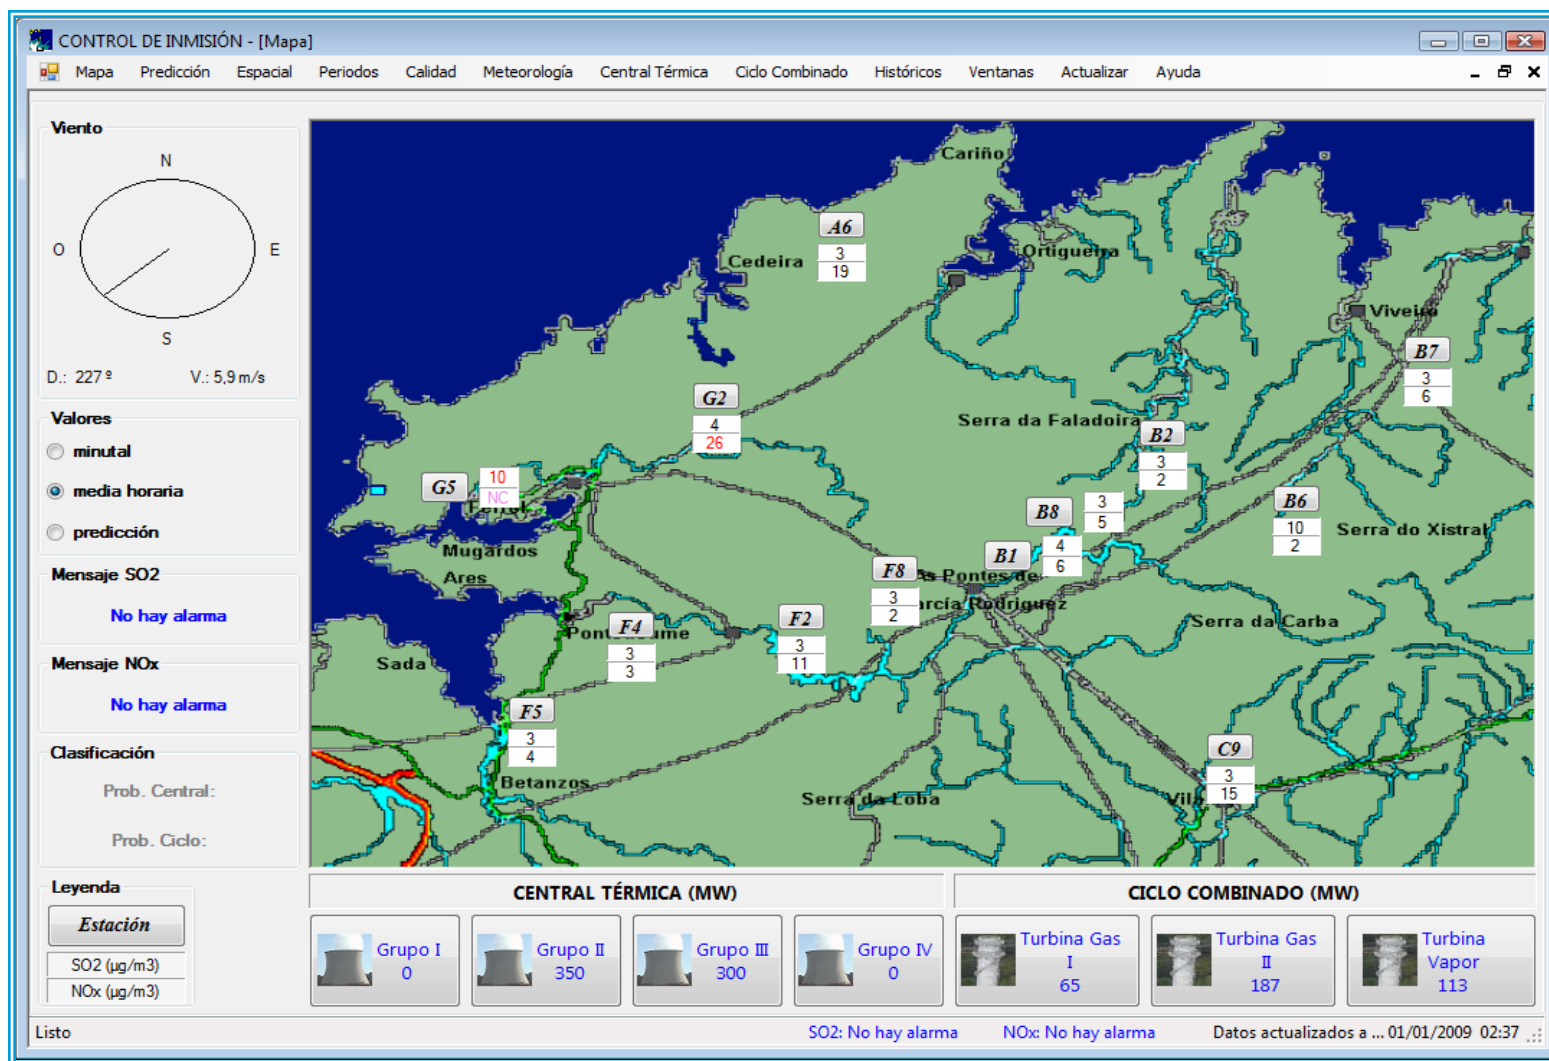 CONTROL DE INMISIÓN - [Mapa]
Mapa Predicción Espacial Periodos Calidad Meteorología Central Térmica Ciclo Combinado Históricos Ventanas Actualizar Ayuda
Viento
N
O E
S
D.: 227 º V.: 5,9 m/s
Valores
minutal
media horaria
predicción
Mensaje SO2
No hay alarma
Mensaje NOx
No hay alarma
Clasificación
Prob. Central:
Prob. Ciclo:
Leyenda
Estación
SO2 (µg/m3)
NOx (µg/m3)
Cariño
A6
3
19
Cedeira
Ortigueira
Viveiro
B7
3
6
G2
4
26
Serra da Faladoira
B2
3
2
G5
10
NC
Ferrol
B8
3
5
B6
10
2
Serra do Xistral
Mugardos
Ares
B1
4
6
F8
3
2
As Pontes de
García Rodriguez
F4
3
3
F2
3
11
Serra da Carba
Sada
F5
3
4
Betanzos
Serra da Loba
C9
3
15
CENTRAL TÉRMICA (MW)
Grupo I
0
Grupo II
350
Grupo III
300
Grupo IV
0
CICLO COMBINADO (MW)
Turbina Gas
I
65
Turbina Gas
II
187
Turbina
Vapor
113
Listo SO2: No hay alarma NOx: No hay alarma Datos actualizados a ... 01/01/2009 02:37